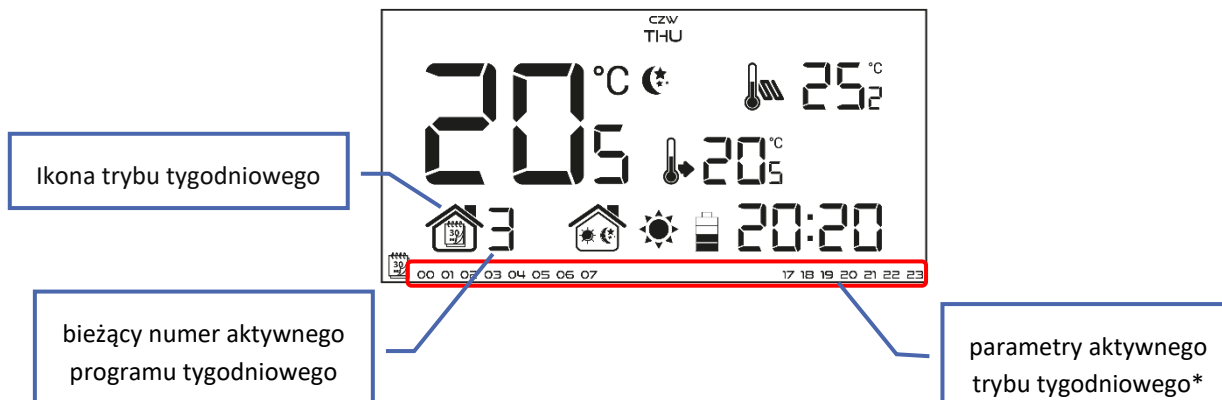 CZW
THU
20 5 °C
25 2 °C
20 5 °C
Ikona trybu tygodniowego
30
3
20:20
30
00 01 02 03 04 05 06 07 17 18 19 20 21 22 23
bieżący numer aktywnego
programu tygodniowego
parametry aktywnego
trybu tygodniowego*